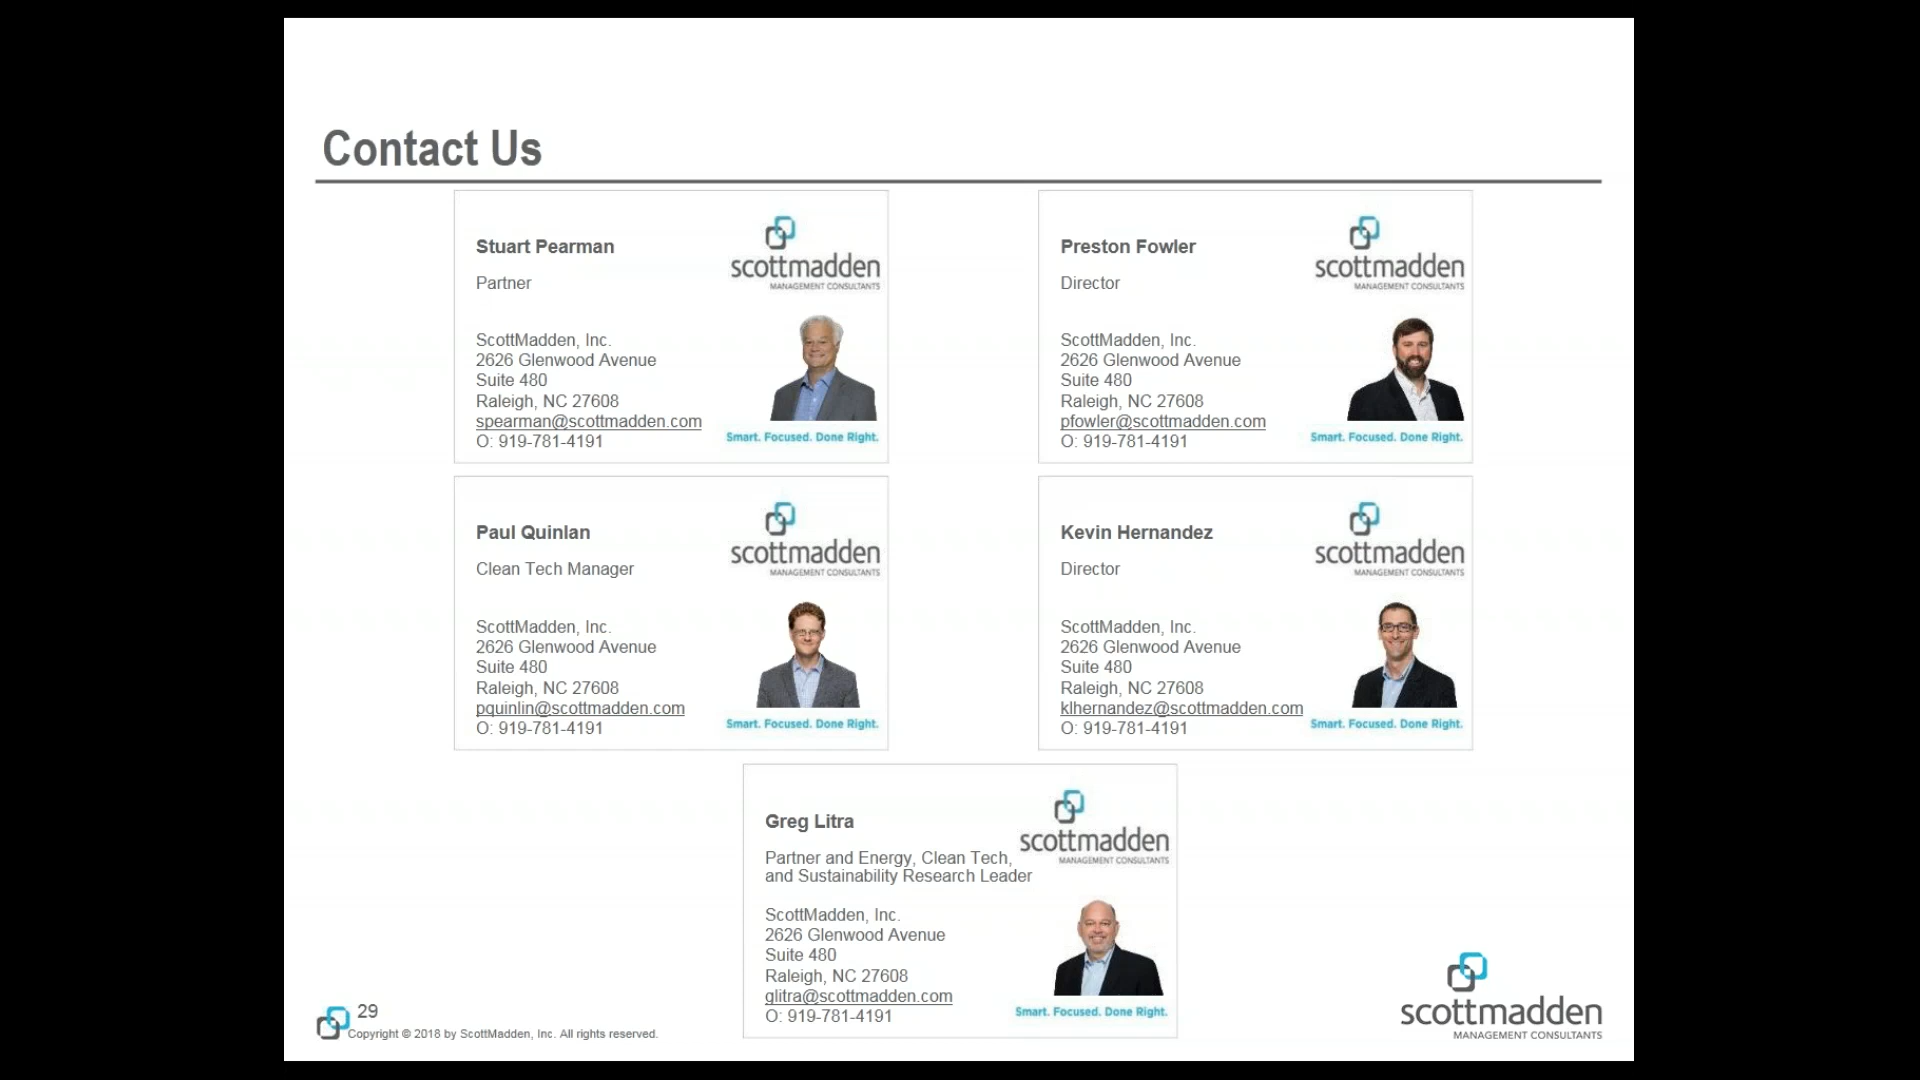 Contact Us
Stuart Pearman
Partner
ScottMadden, Inc.
2626 Glenwood Avenue
Suite 480
Raleigh, NC 27608
spearman@scottmadden.com
O: 919-781-4191
scottmadden
MANAGEMENT CONSULTANTS
Smart. Focused. Done Right.
Preston Fowler
Director
ScottMadden, Inc.
2626 Glenwood Avenue
Suite 480
Raleigh, NC 27608
pfowler@scottmadden.com
O: 919-781-4191
scottmadden
MANAGEMENT CONSULTANTS
Smart. Focused. Done Right.
Paul Quinlan
Clean Tech Manager
ScottMadden, Inc.
2626 Glenwood Avenue
Suite 480
Raleigh, NC 27608
pquinlin@scottmadden.com
O: 919-781-4191
scottmadden
MANAGEMENT CONSULTANTS
Smart. Focused. Done Right.
Kevin Hernandez
Director
ScottMadden, Inc.
2626 Glenwood Avenue
Suite 480
Raleigh, NC 27608
klhernandez@scottmadden.com
O: 919-781-4191
scottmadden
MANAGEMENT CONSULTANTS
Smart. Focused. Done Right.
Greg Litra
Partner and Energy, Clean Tech,
and Sustainability Research Leader
ScottMadden, Inc.
2626 Glenwood Avenue
Suite 480
Raleigh, NC 27608
glitra@scottmadden.com
O: 919-781-4191
scottmadden
MANAGEMENT CONSULTANTS
Smart. Focused. Done Right.
29
Copyright © 2018 by ScottMadden, Inc. All rights reserved.
scottmadden
MANAGEMENT CONSULTANTS